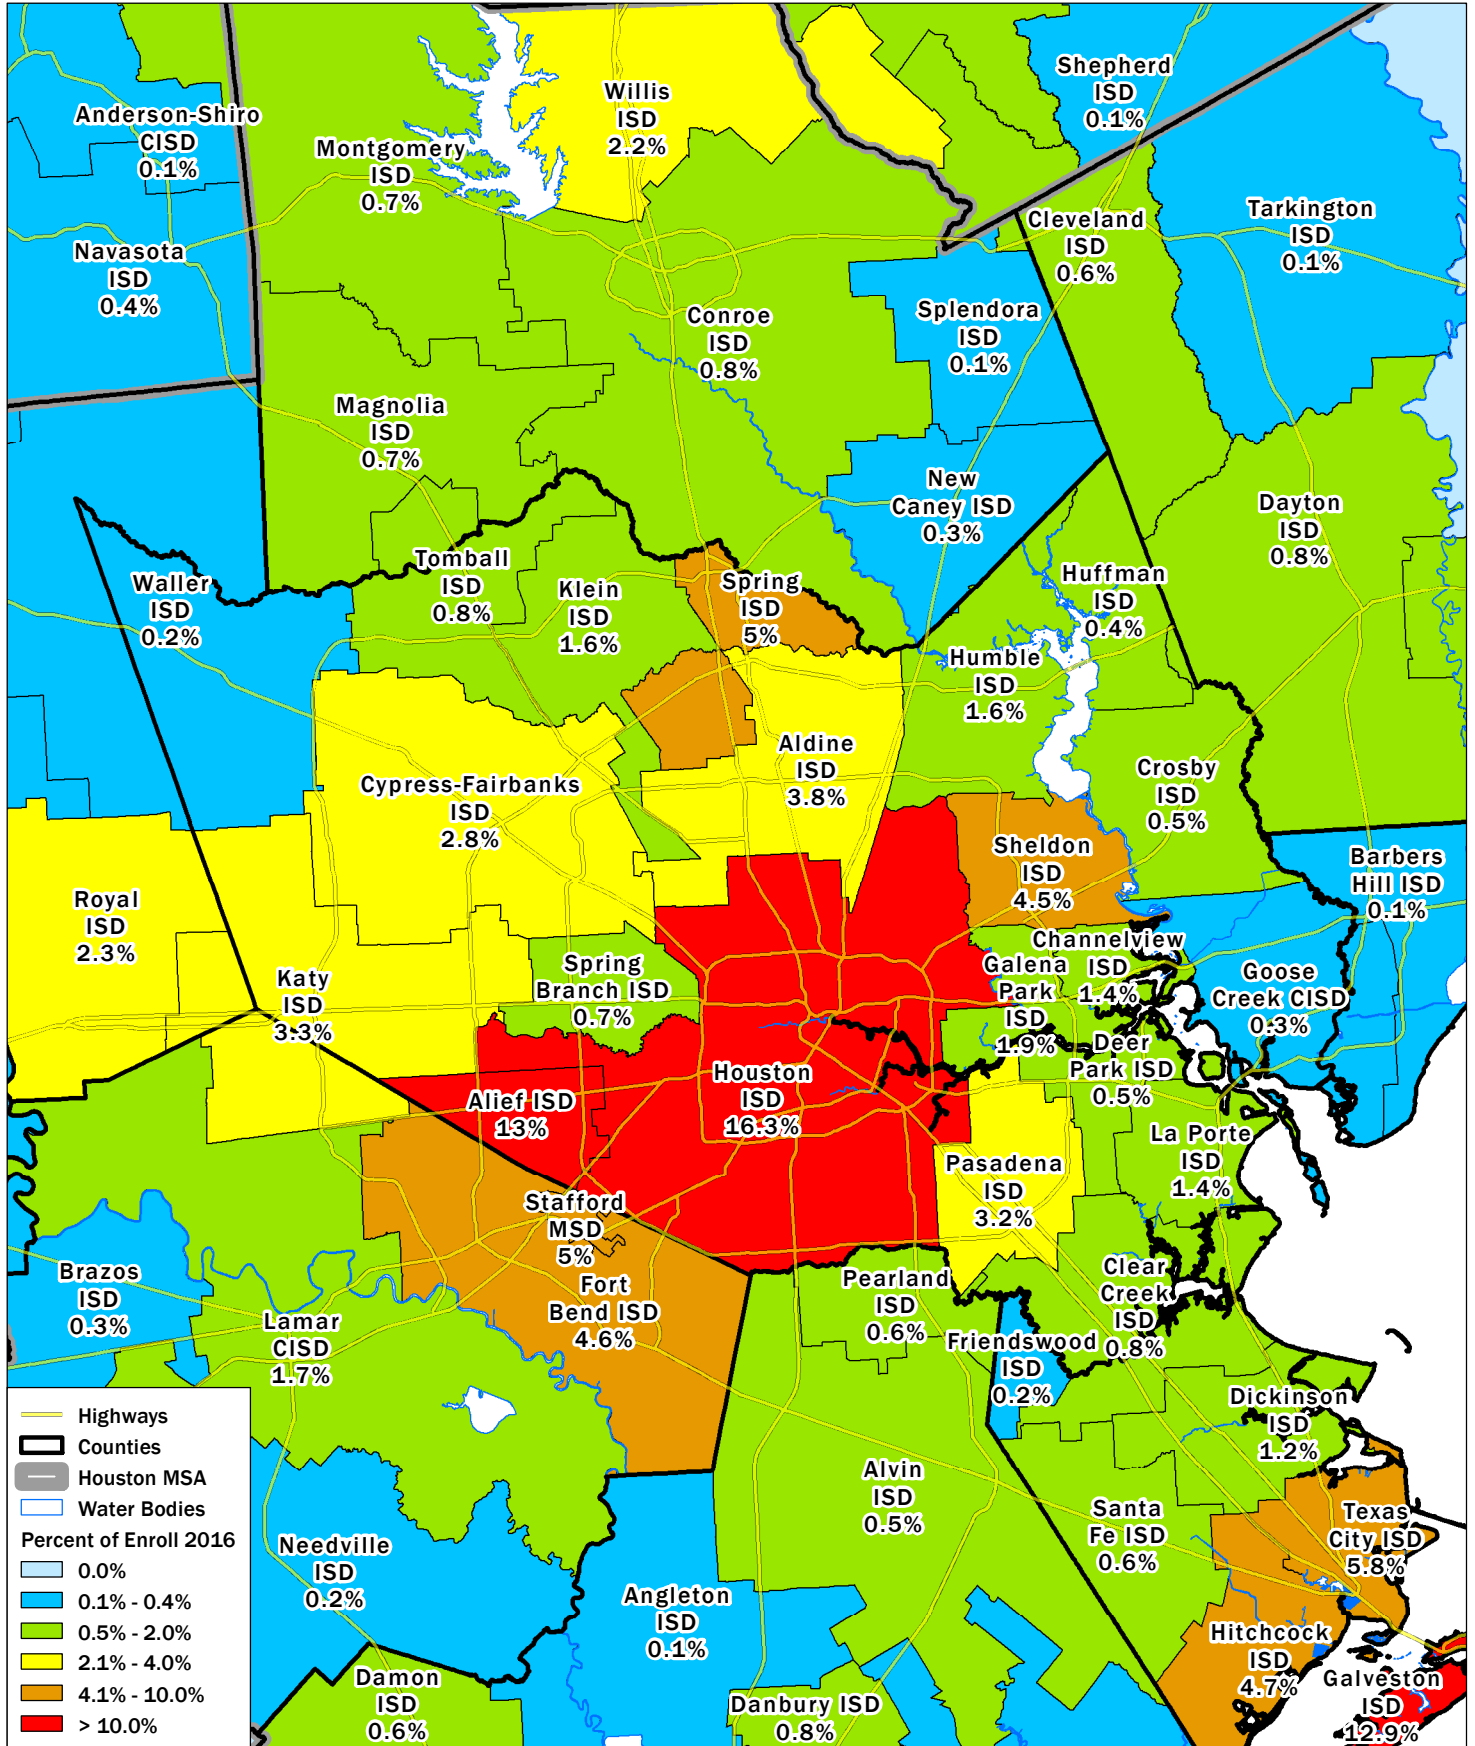 Shepherd
ISD
0.1%
Willis
ISD
2.2%
Anderson-Shiro
CISD
0.1%
Montgomery
ISD
0.7%
Cleveland
ISD
0.6%
Tarkington
ISD
0.1%
Navasota
ISD
0.4%
Splendora
ISD
0.1%
Conroe
ISD
0.8%
Magnolia
ISD
0.7%
New
Caney ISD
0.3%
Dayton
ISD
0.8%
Tomball
ISD
0.8%
Klein
ISD
1.6%
Spring
ISD
5%
Huffman
ISD
0.4%
Waller
ISD
0.2%
Humble
ISD
1.6%
Aldine
ISD
3.8%
Crosby
ISD
0.5%
Cypress-Fairbanks
ISD
2.8%
Sheldon
ISD
4.5%
Barbers
Hill ISD
0.1%
Royal
ISD
2.3%
Channelview
ISD
1.4%
Galena
Park
ISD
1.9%
Goose
Creek CISD
0.3%
Spring
Branch ISD
0.7%
Katy
ISD
3.3%
Deer
Park ISD
0.5%
Houston
ISD
16.3%
Alief ISD
13%
La Porte
ISD
1.4%
Pasadena
ISD
3.2%
Stafford
MSD
5%
Fort
Bend ISD
4.6%
Brazos
ISD
0.3%
Pearland
ISD
0.6%
Clear
Creek
ISD
0.8%
Lamar
CISD
1.7%
Friendswood
ISD
0.2%
Dickinson
ISD
1.2%
Alvin
ISD
0.5%
Santa
Fe ISD
0.6%
Texas
City ISD
5.8%
Needville
ISD
0.2%
Angleton
ISD
0.1%
Hitchcock
ISD
4.7%
Galveston
ISD
12.9%
Damon
ISD
0.6%
Danbury ISD
0.8%
Highways
Counties
Houston MSA
Water Bodies
Percent of Enroll 2016
0.0%
0.1% - 0.4%
0.5% - 2.0%
2.1% - 4.0%
4.1% - 10.0%
> 10.0%